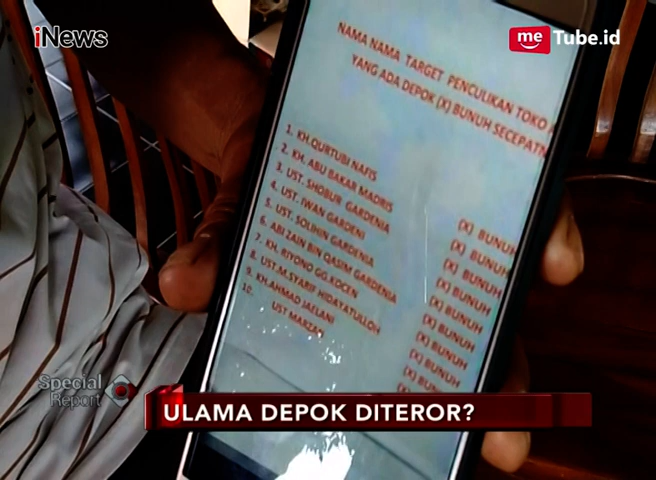 iNews
me Tube.id
NAMA NAMA TARGET PENCULIKAN TOKO
YANG ADA DEPOK (X) BUNUH SECEPATN
1. KH.QURTUBI NAFIS (X) BUNUH
2. KH. ABU BAKAR MADRIS (X) BUNUH
3. UST. SHOBUR GARDENIA (X) BUNUH
4. UST. IWAN GARDENI (X) BUNUH
5. UST. SOLIHIN GARDENIA (X) BUNUH
6. ABI ZAIN BIN QASIM GARDENIA (X) BUNUH
7. KH. RIYONO GG.KOCEN (X) BUNUH
8. UST.M.SYARIF HIDAYATULLOH (X) BUNUH
9. KH.AHMAD JAELANI (X)
10. UST MARZAN
Special
Report
ULAMA DEPOK DITEROR?